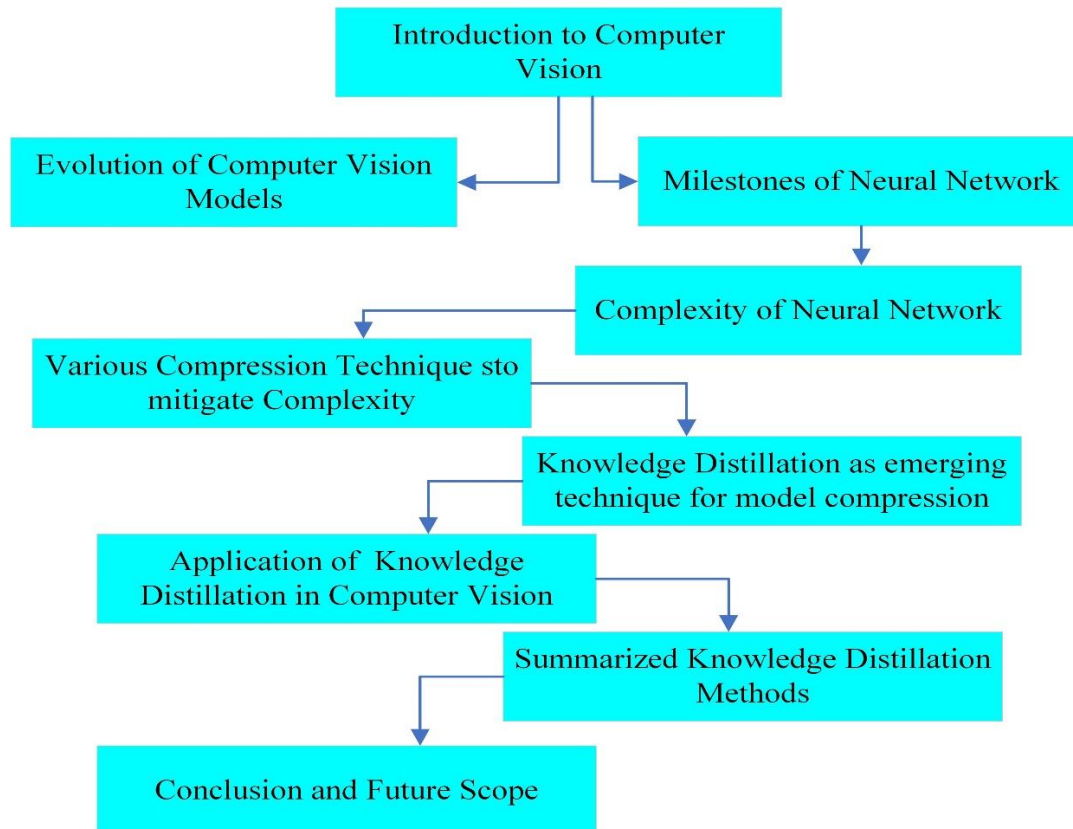 Introduction to Computer
Vision
Evolution of Computer Vision
Models
Milestones of Neural Network
Complexity of Neural Network
Various Compression Technique sto
mitigate Complexity
Knowledge Distillation as emerging
technique for model compression
Application of Knowledge
Distillation in Computer Vision
Summarized Knowledge Distillation
Methods
Conclusion and Future Scope